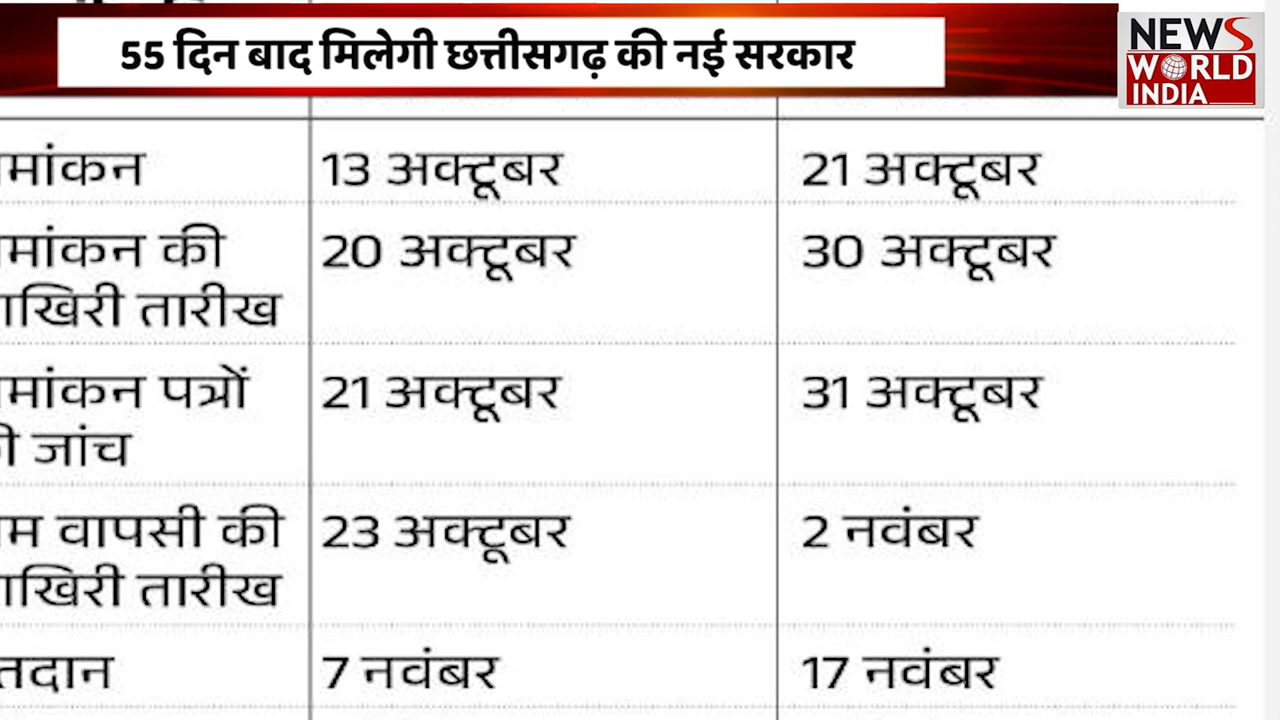 55 दिन बाद मिलेगी छत्तीसगढ़ की नई सरकार
NEWS
WORLD
INDIA
मांकन 13 अक्टूबर 21 अक्टूबर
मांकन की 20 अक्टूबर 30 अक्टूबर
ाखिरी तारीख
मांकन पत्रों 21 अक्टूबर 31 अक्टूबर
ी जांच
म वापसी की 23 अक्टूबर 2 नवंबर
ाखिरी तारीख
तदान 7 नवंबर 17 नवंबर